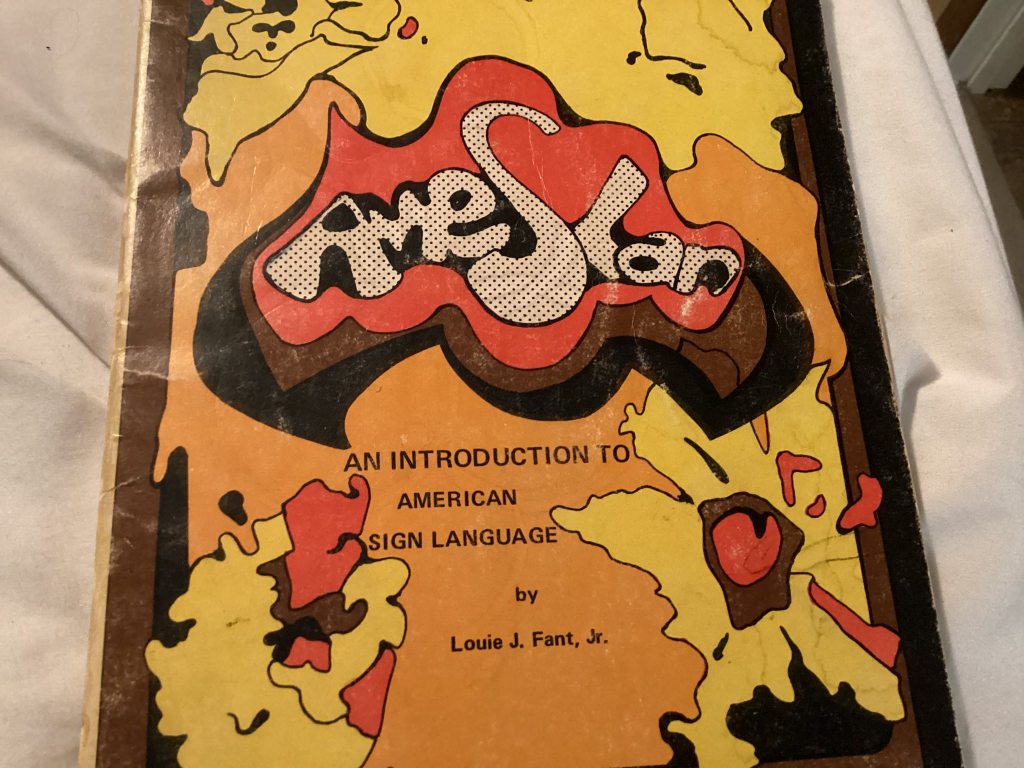 AmeSlan
AN INTRODUCTION TO
AMERICAN
SIGN LANGUAGE
by
Louie J. Fant, Jr.